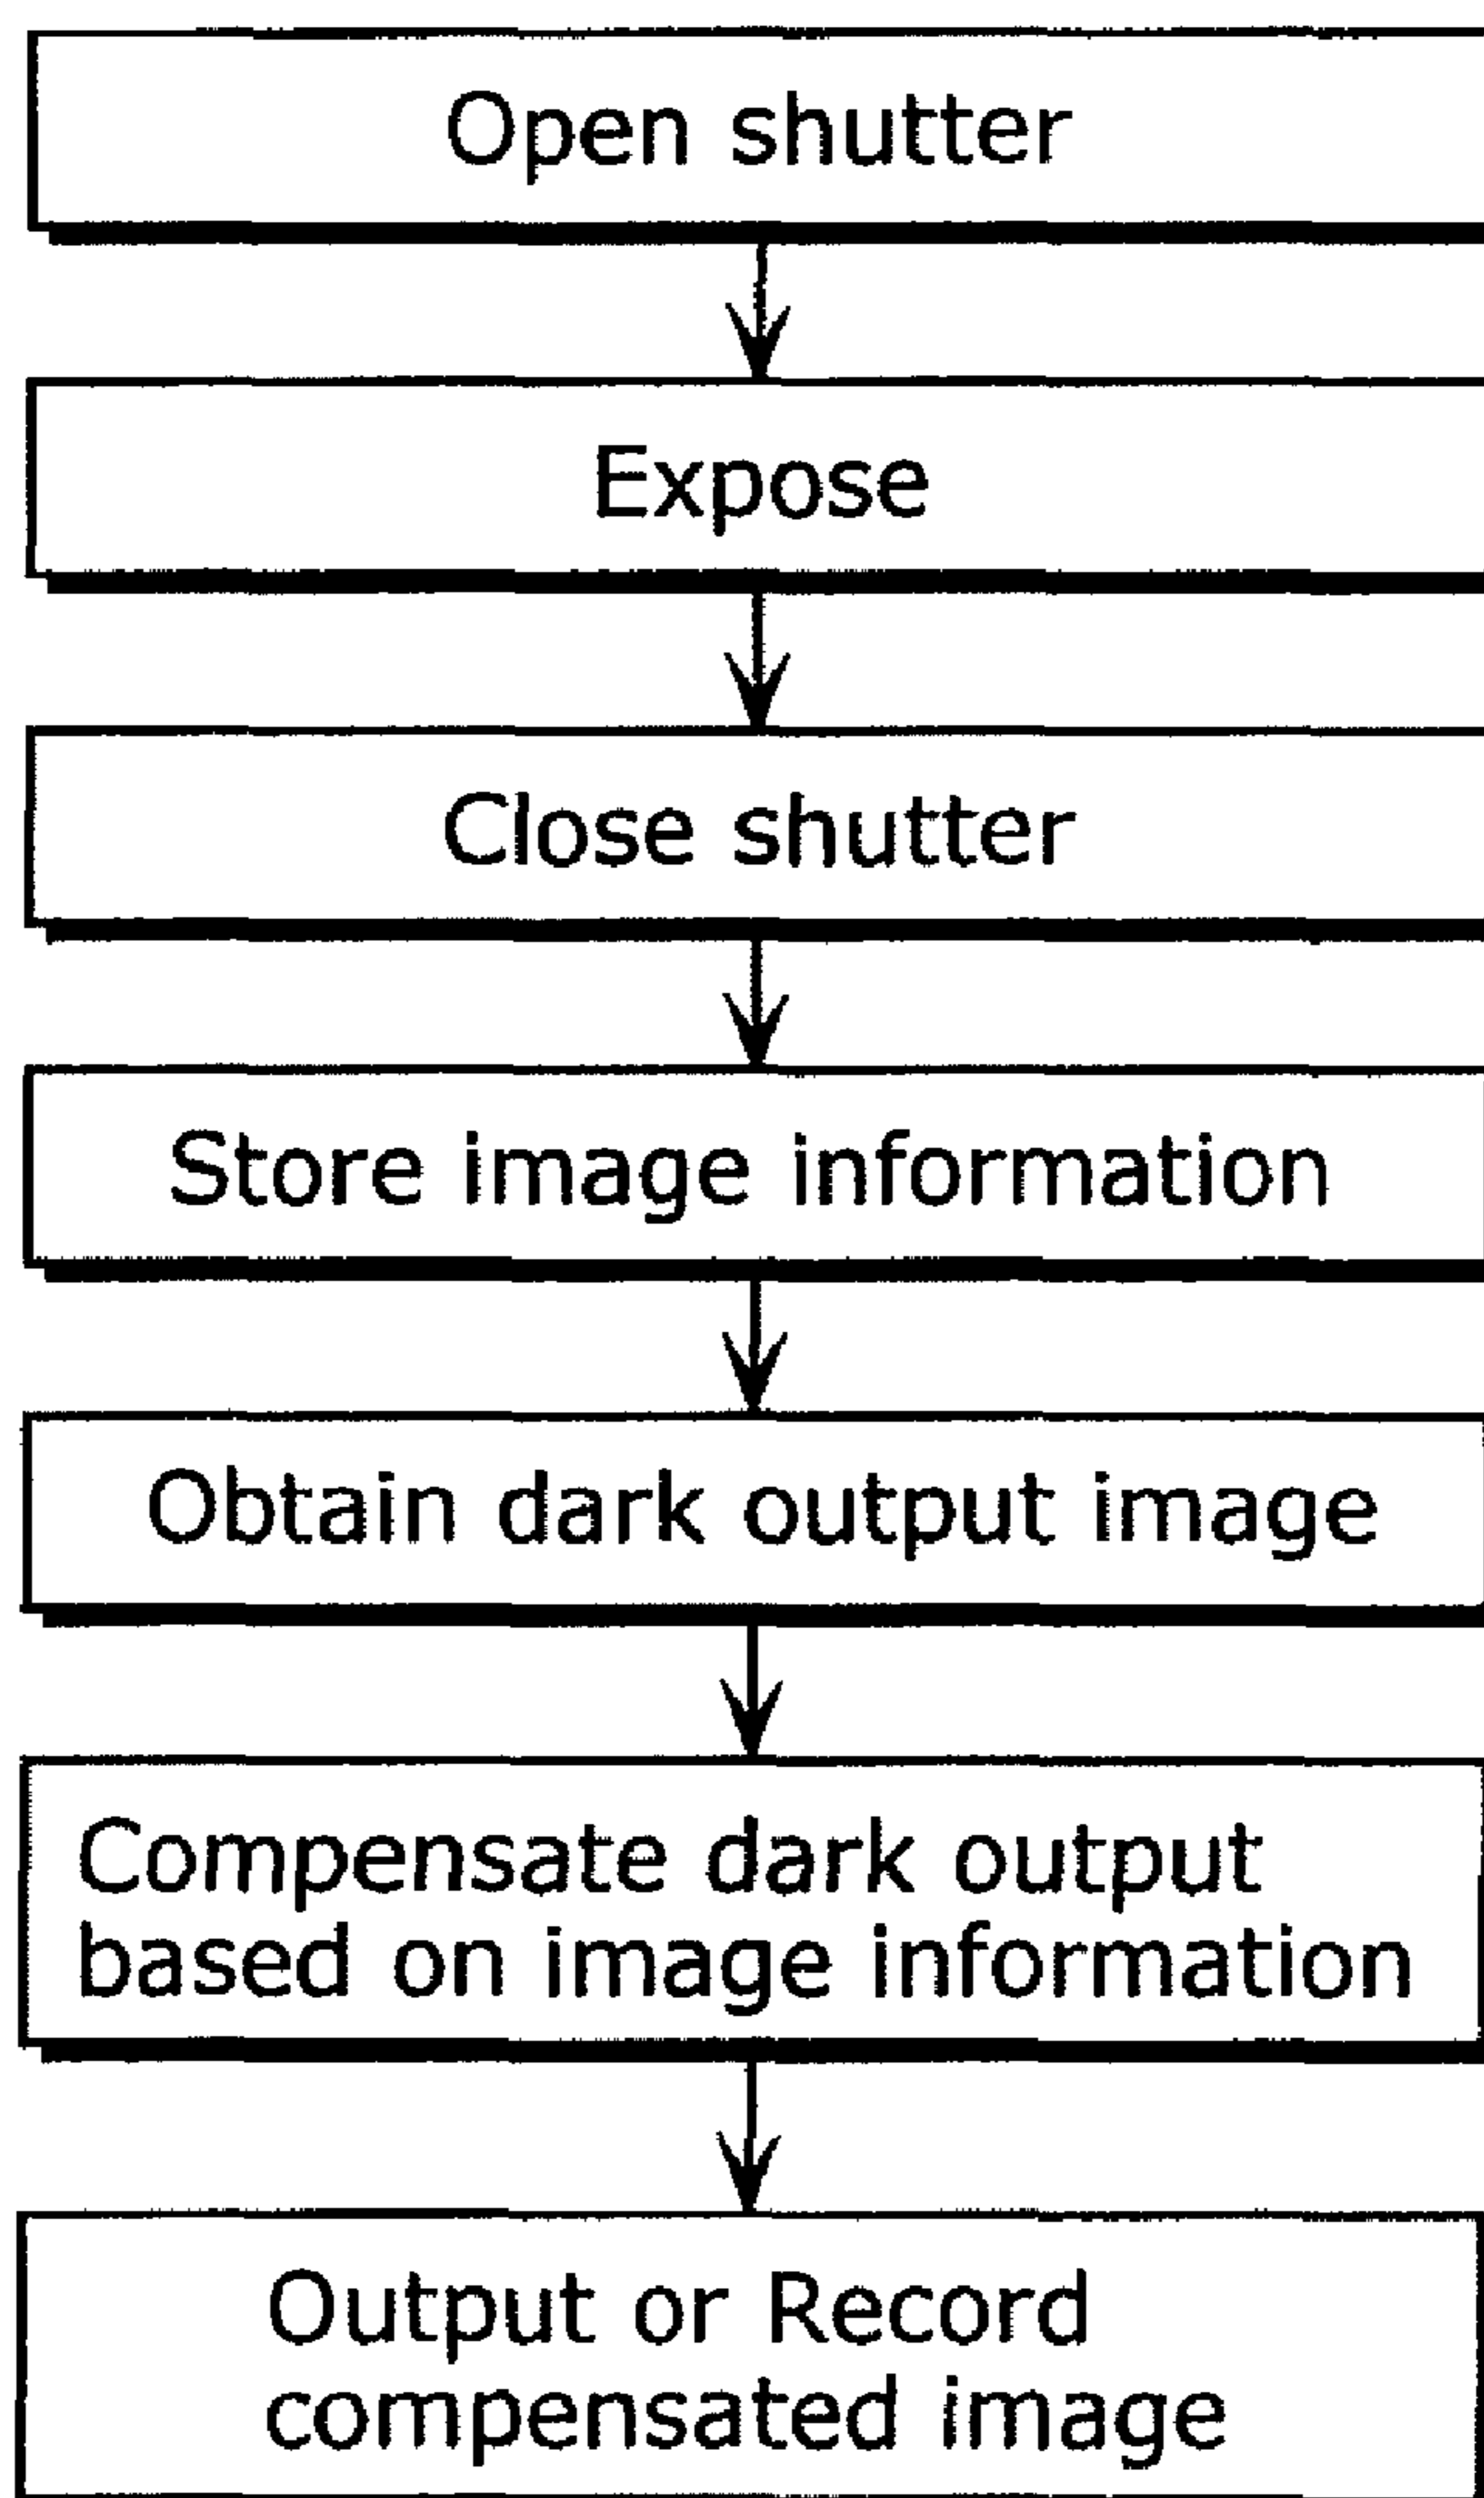 Open shutter
Expose
Close shutter
Store image information
Obtain dark output image
Compensate dark output
based on image information
Output or Record
compensated image